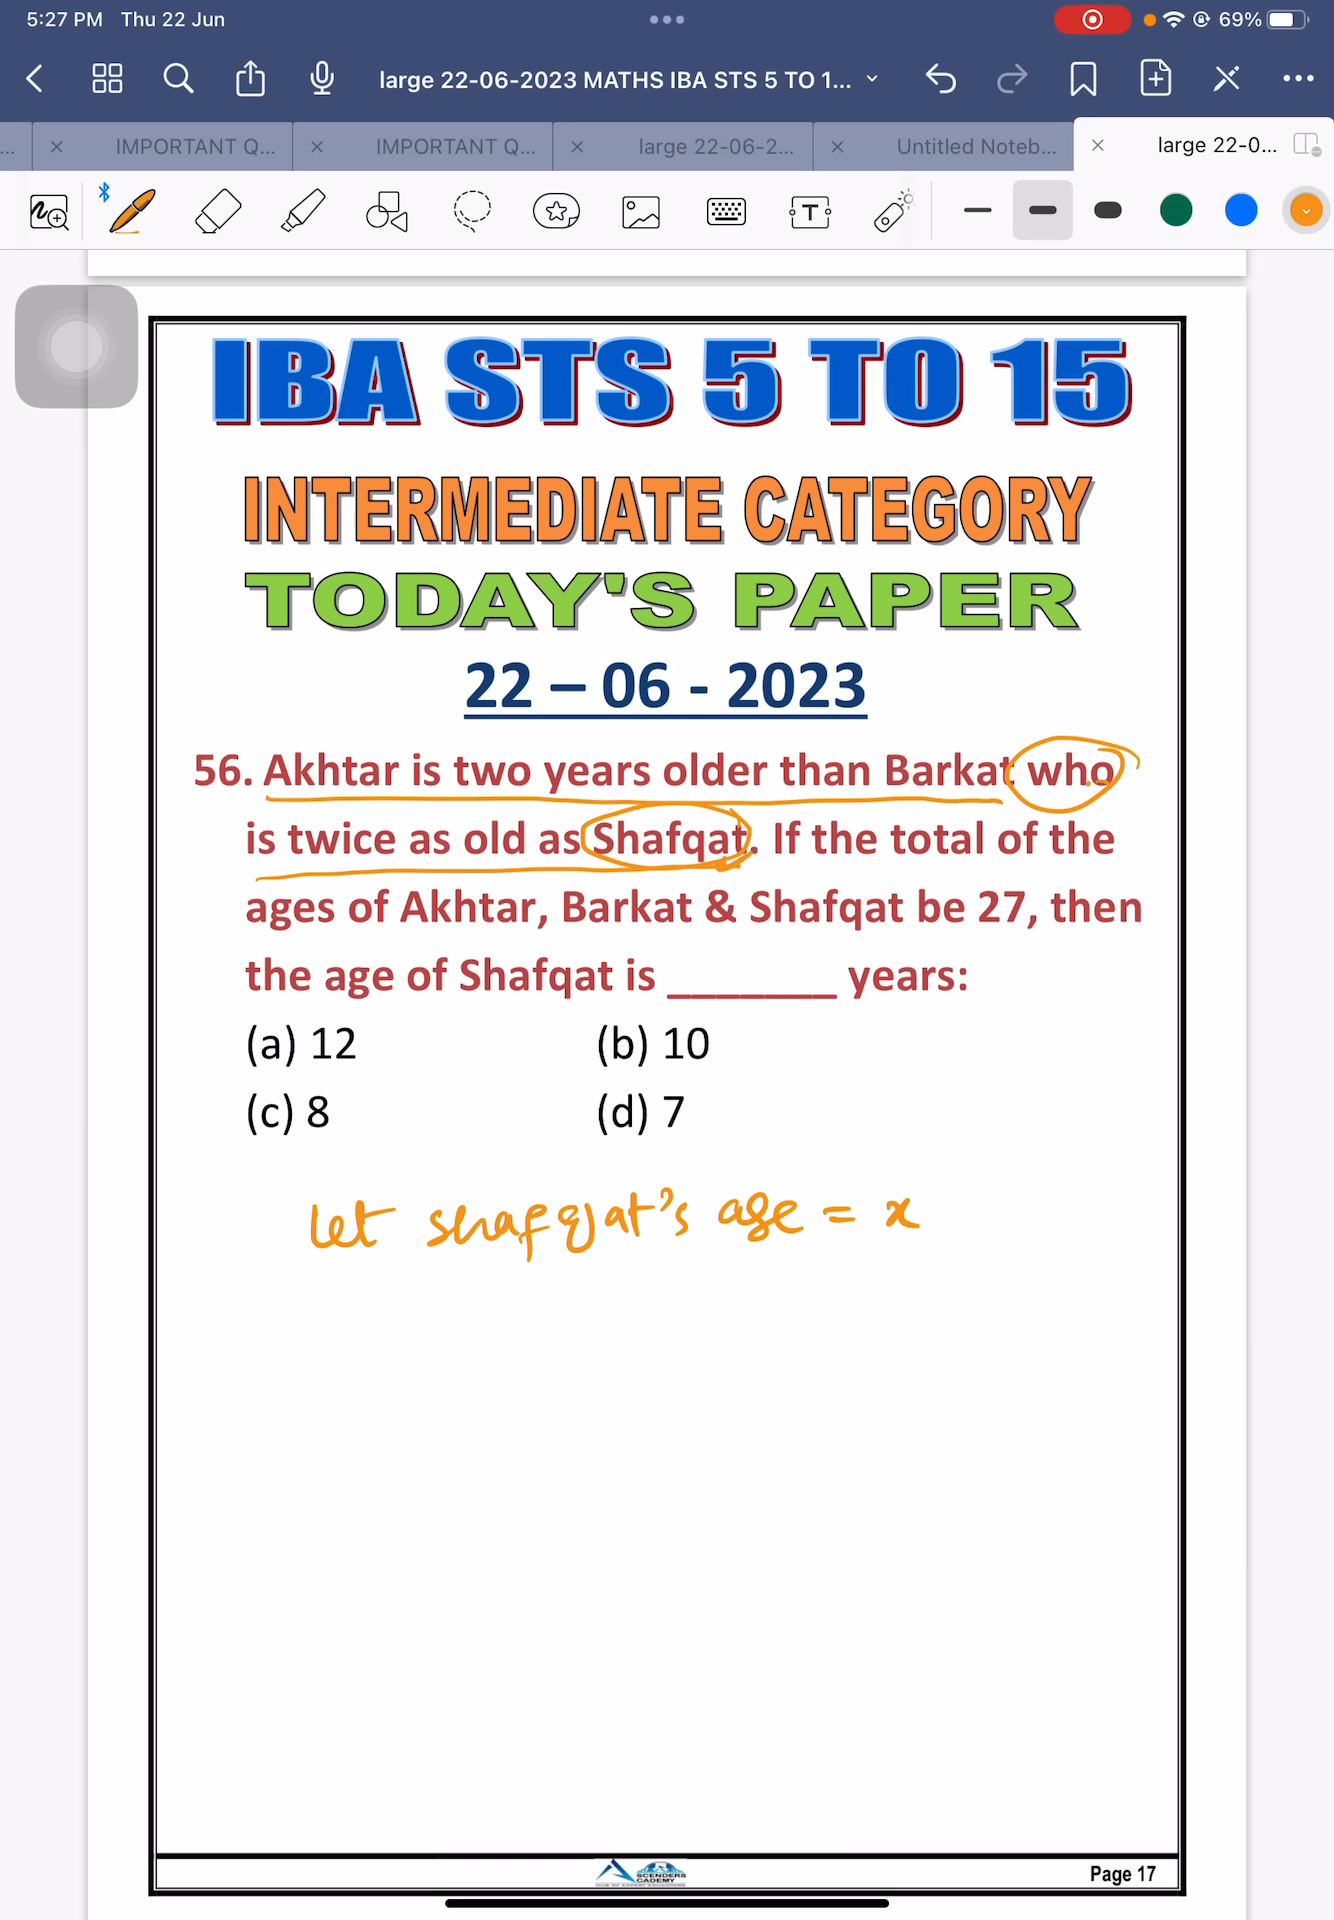 5:27 PM Thu 22 Jun
69%
large 22-06-2023 MATHS IBA STS 5 TO 1...
... IMPORTANT Q... IMPORTANT Q... large 22-06-2... Untitled Noteb... large 22-0...
T
IBA STS 5 TO 15
INTERMEDIATE CATEGORY
TODAY'S PAPER
22 – 06 - 2023
56. Akhtar is two years older than Barkat who
is twice as old as Shafqat. If the total of the
ages of Akhtar, Barkat & Shafqat be 27, then
the age of Shafqat is _______ years:
(a) 12 (b) 10
(c) 8 (d) 7
let shafqat's age = x
SCENDERS
CADEMY
Page 17